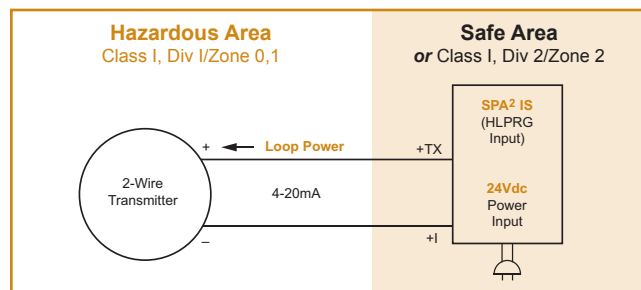 Hazardous Area
Class I, Div I/Zone 0,1
Safe Area
or Class I, Div 2/Zone 2
+
Loop Power
+TX
SPA² IS
(HLPRG
Input)
2-Wire
Transmitter
4-20mA
24Vdc
Power
Input
–
+I